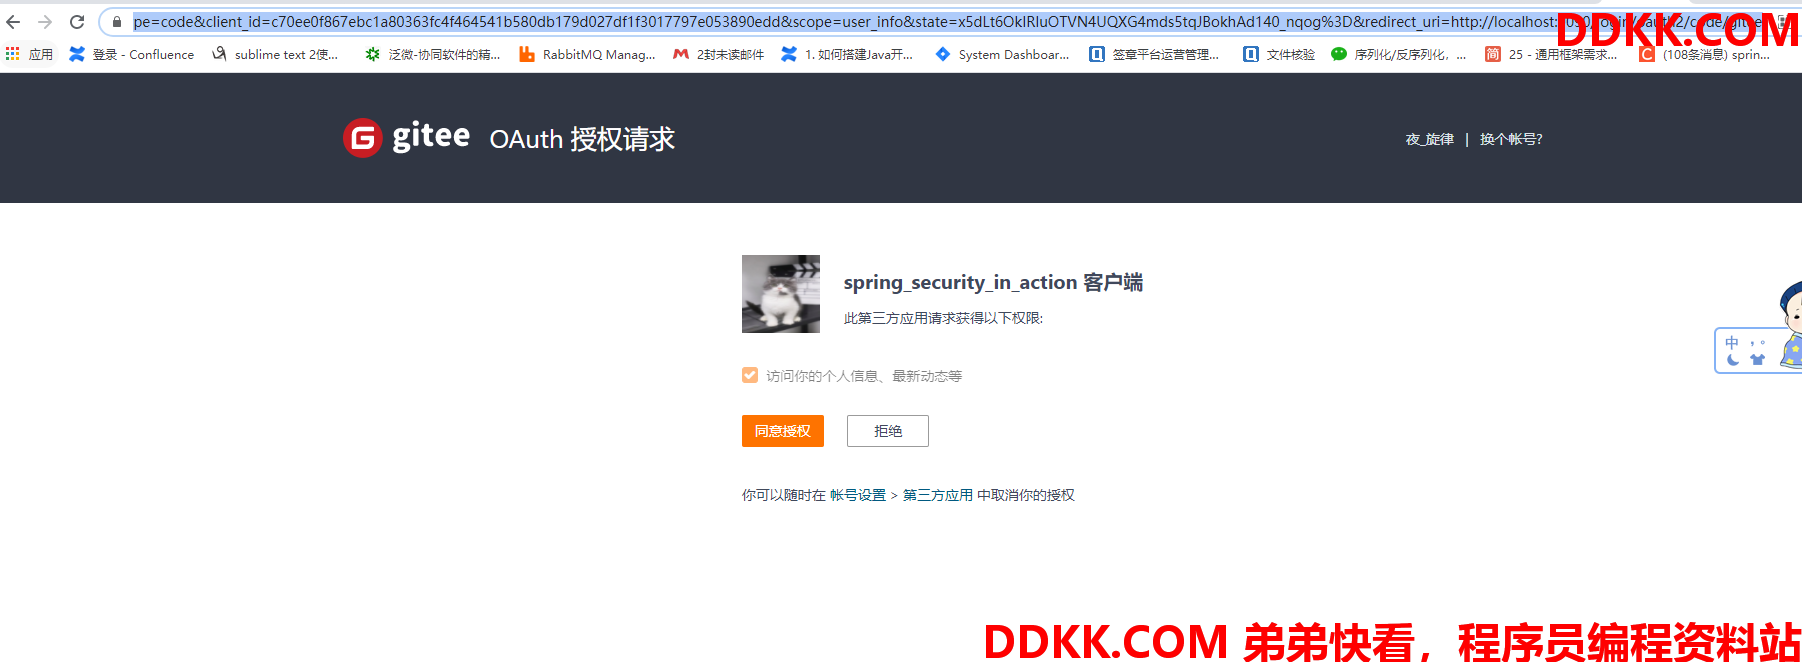 pe=code&client_id=c70ee0f867ebc1a80363fc4f464541b580db179d027df1f3017797e053890edd&scope=user_info&state=x5dLt6OkIRIuOTVN4UQXG4mds5tqJBokhAd140_nqog%3D&redirect_uri=http://localhost:
DDKK.COM
应用 登录 - Confluence sublime text 2使... 泛微-协同软件的精... RabbitMQ Manag... 2封未读邮件 1. 如何搭建Java开... System Dashboar... 签章平台运营管理... 文件核验 序列化/反序列化，... 25 - 通用框架需求... (108条消息) sprin...
gitee OAuth 授权请求 夜_旋律 | 换个帐号?
spring_security_in_action 客户端
此第三方应用请求获得以下权限:
访问你的个人信息、最新动态等
同意授权 拒绝
你可以随时在 帐号设置 > 第三方应用 中取消你的授权
中 ，。
DDKK.COM 弟弟快看，程序员编程资料站